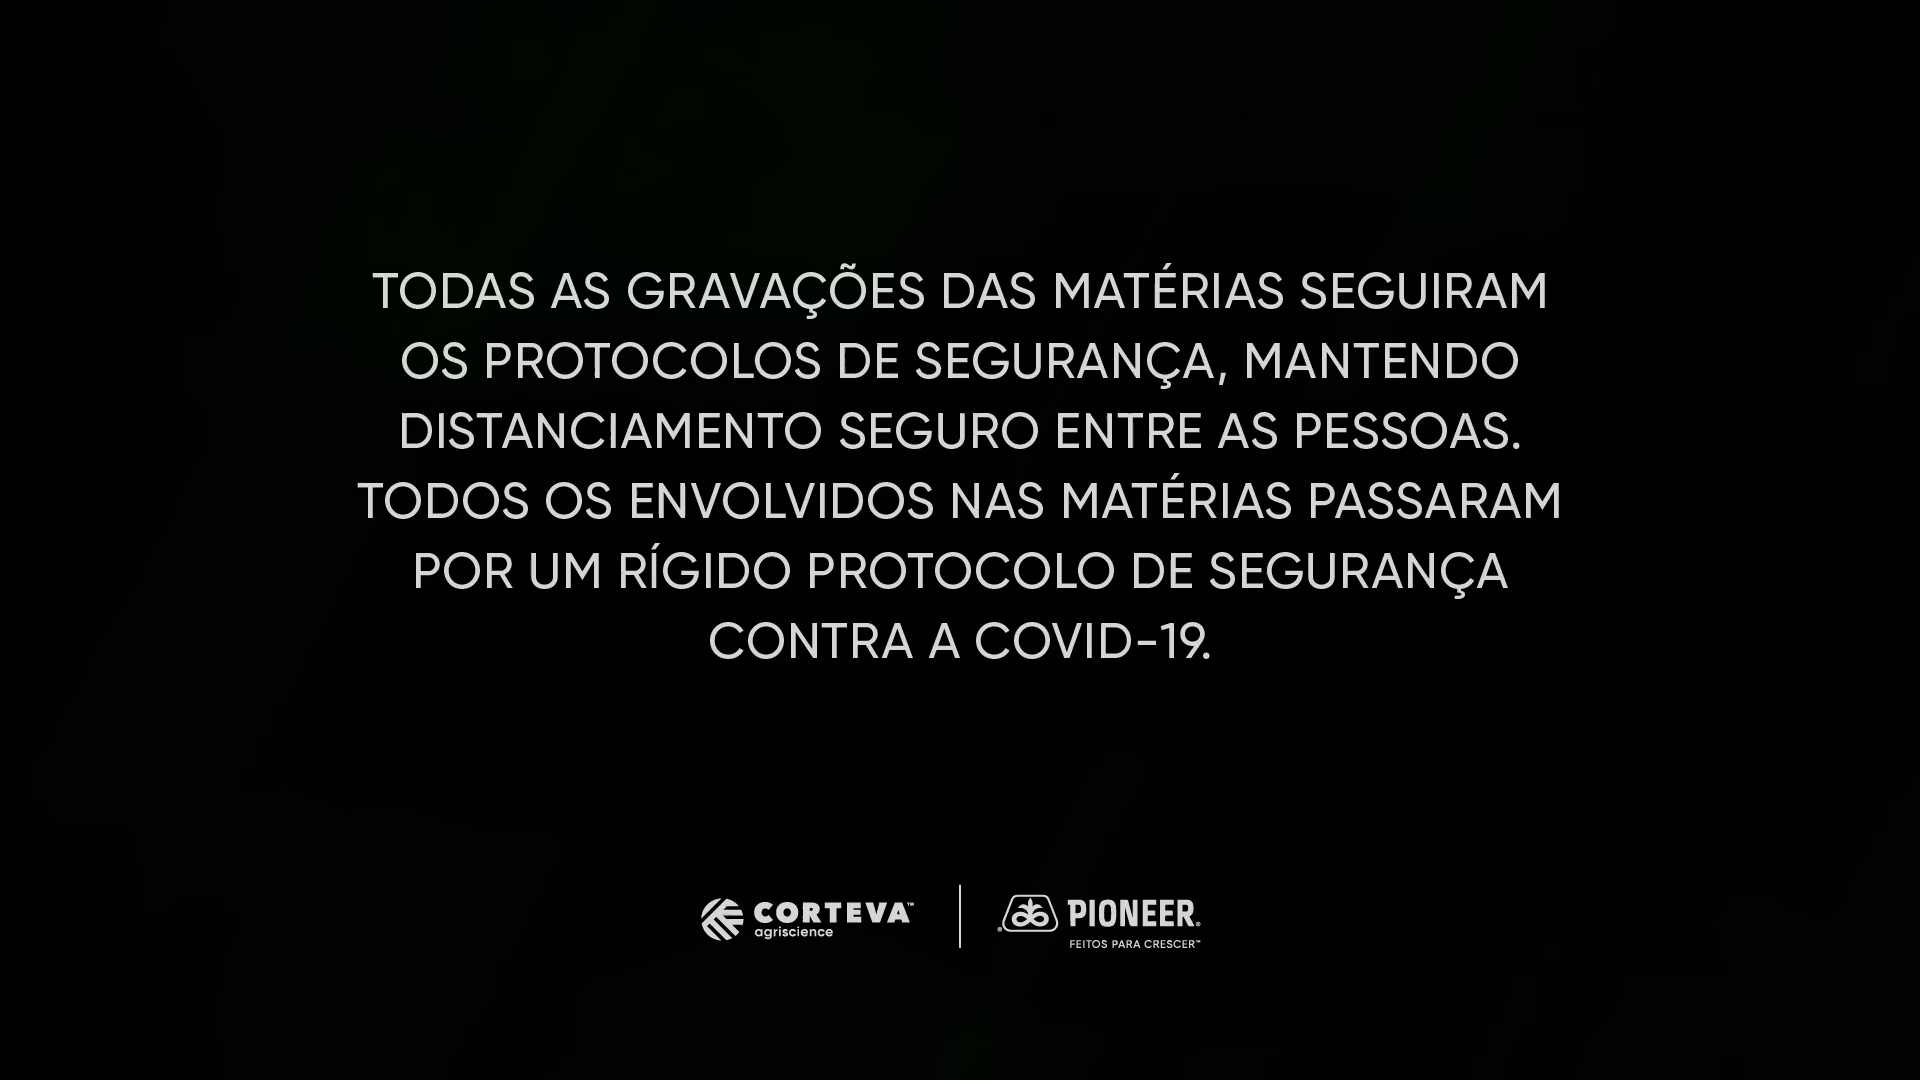 TODAS AS GRAVAÇÕES DAS MATÉRIAS SEGUIRAM
OS PROTOCOLOS DE SEGURANÇA, MANTENDO
DISTANCIAMENTO SEGURO ENTRE AS PESSOAS.
TODOS OS ENVOLVIDOS NAS MATÉRIAS PASSARAM
POR UM RÍGIDO PROTOCOLO DE SEGURANÇA
CONTRA A COVID-19.
CORTEVA™
agriscience
PIONEER®
FEITOS PARA CRESCER™